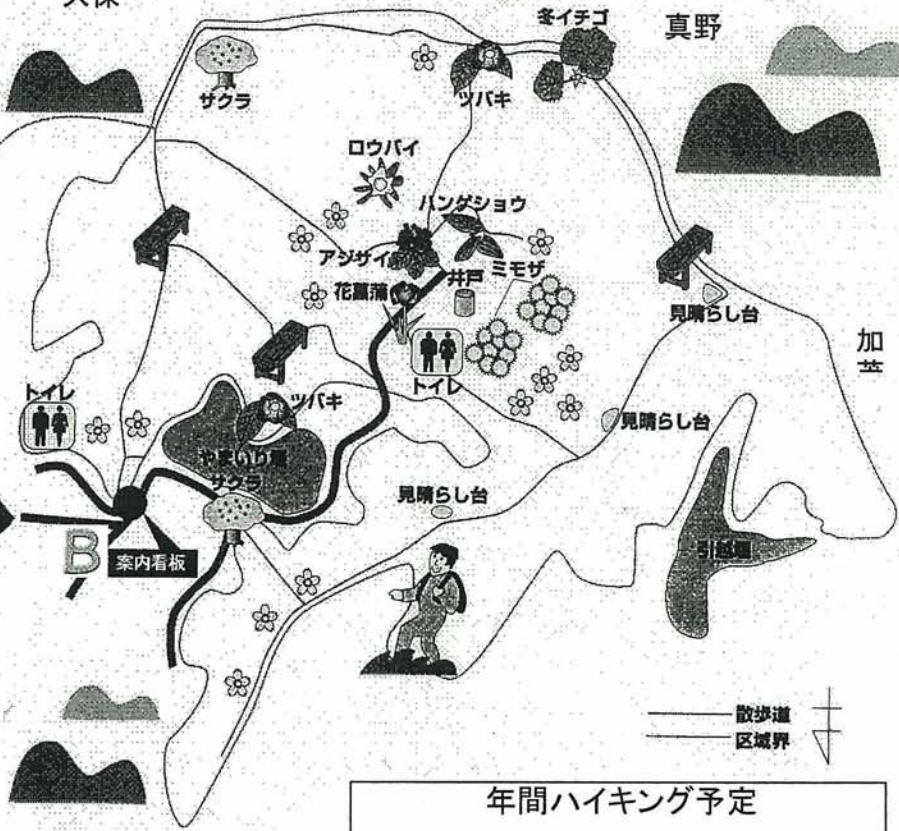 真野
冬イチゴ
サクラ
ツバキ
ロウバイ
ハンゲショウ
アジサイ
ミモザ
井戸
花菖蒲
見晴らし台
加
トイレ
トイレ
ツバキ
見晴らし台
やまいり堰
サクラ
見晴らし台
B
案内看板
引越堰
散歩道
区域界
年間ハイキング予定